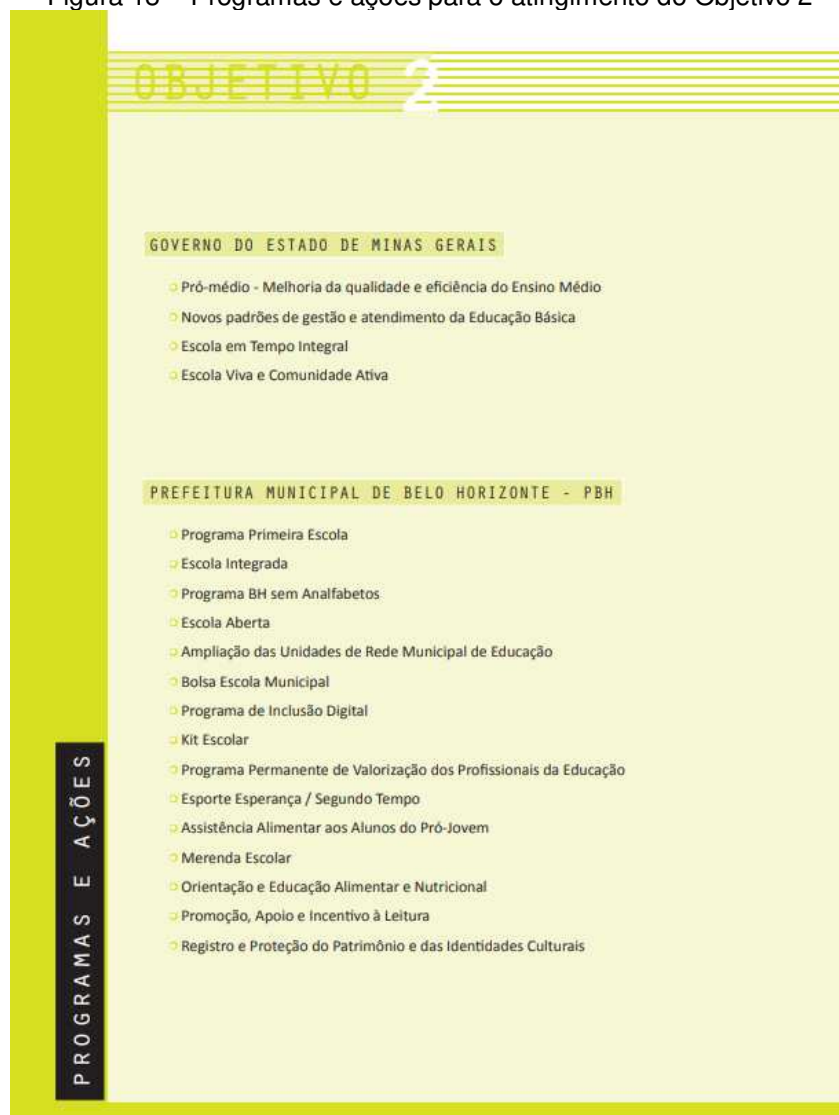 Programas e ações para o atingimento do Objetivo 2
OBJETIVO 2
GOVERNO DO ESTADO DE MINAS GERAIS
Pró-médio - Melhoria da qualidade e eficiência do Ensino Médio
Novos padrões de gestão e atendimento da Educação Básica
Escola em Tempo Integral
Escola Viva e Comunidade Ativa
PREFEITURA MUNICIPAL DE BELO HORIZONTE - PBH
Programa Primeira Escola
Escola Integrada
Programa BH sem Analfabetos
Escola Aberta
Ampliação das Unidades de Rede Municipal de Educação
Bolsa Escola Municipal
Programa de Inclusão Digital
Kit Escolar
Programa Permanente de Valorização dos Profissionais da Educação
Esporte Esperança / Segundo Tempo
Assistência Alimentar aos Alunos do Pró-Jovem
Merenda Escolar
Orientação e Educação Alimentar e Nutricional
Promoção, Apoio e Incentivo à Leitura
Registro e Proteção do Patrimônio e das Identidades Culturais
PROGRAMAS E AÇÕES